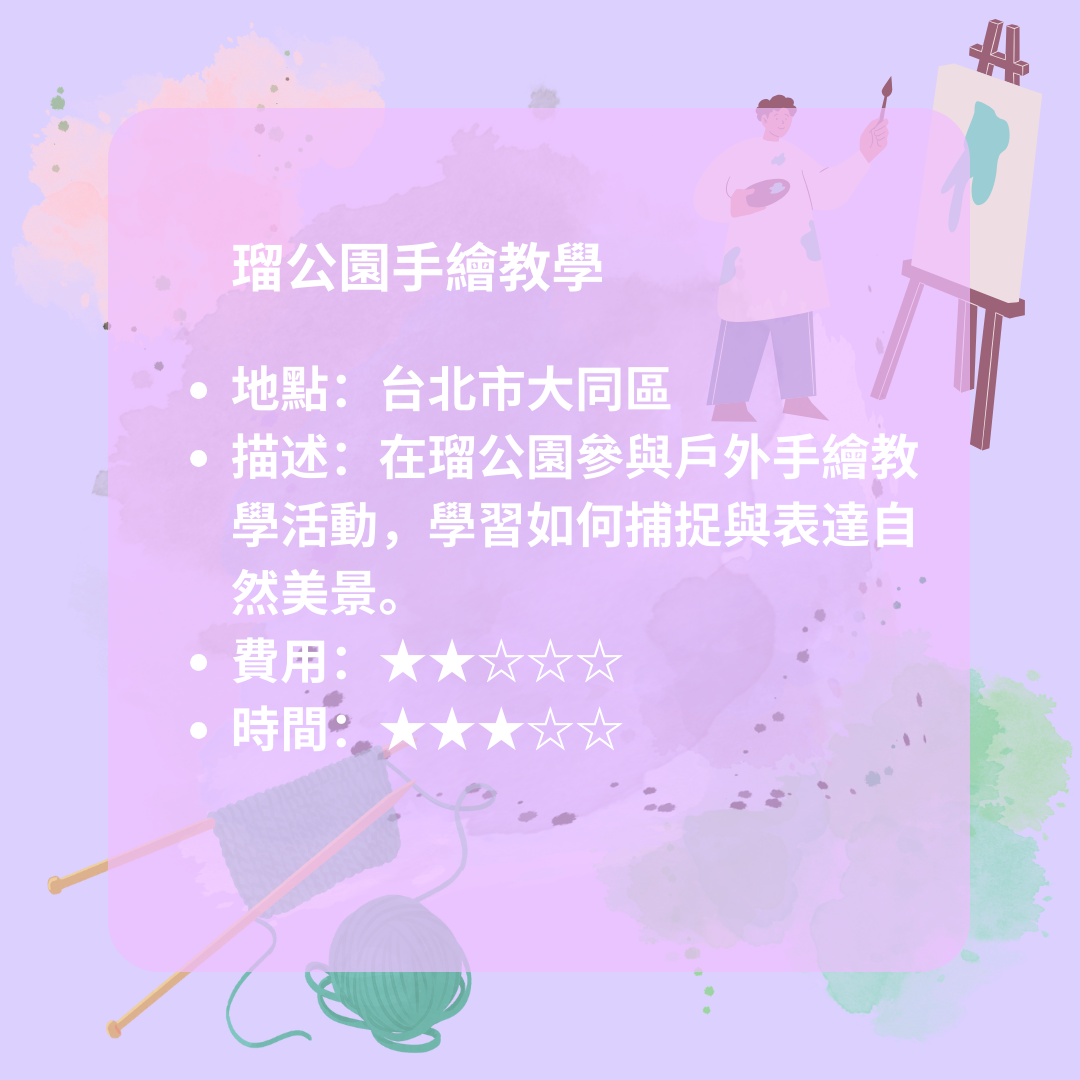 瑠公園手繪教學
• 地點：台北市大同區
• 描述：在瑠公園參與戶外手繪教
學活動，學習如何捕捉與表達自
然美景。
• 費用：★★☆☆☆
• 時間：★★★☆☆